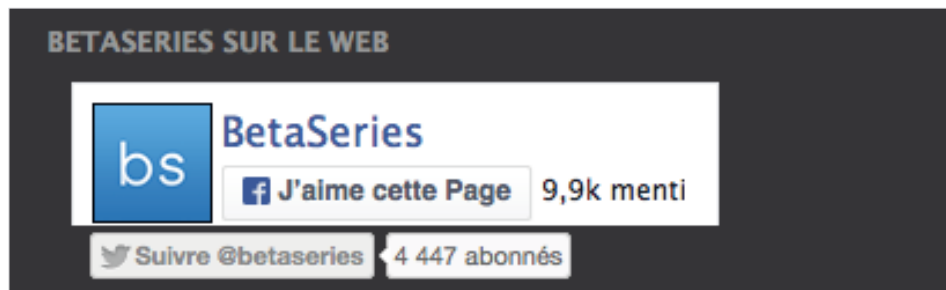 BETASERIES SUR LE WEB
bs
BetaSeries
J'aime cette Page 9,9k menti
Suivre @betaseries 4 447 abonnés